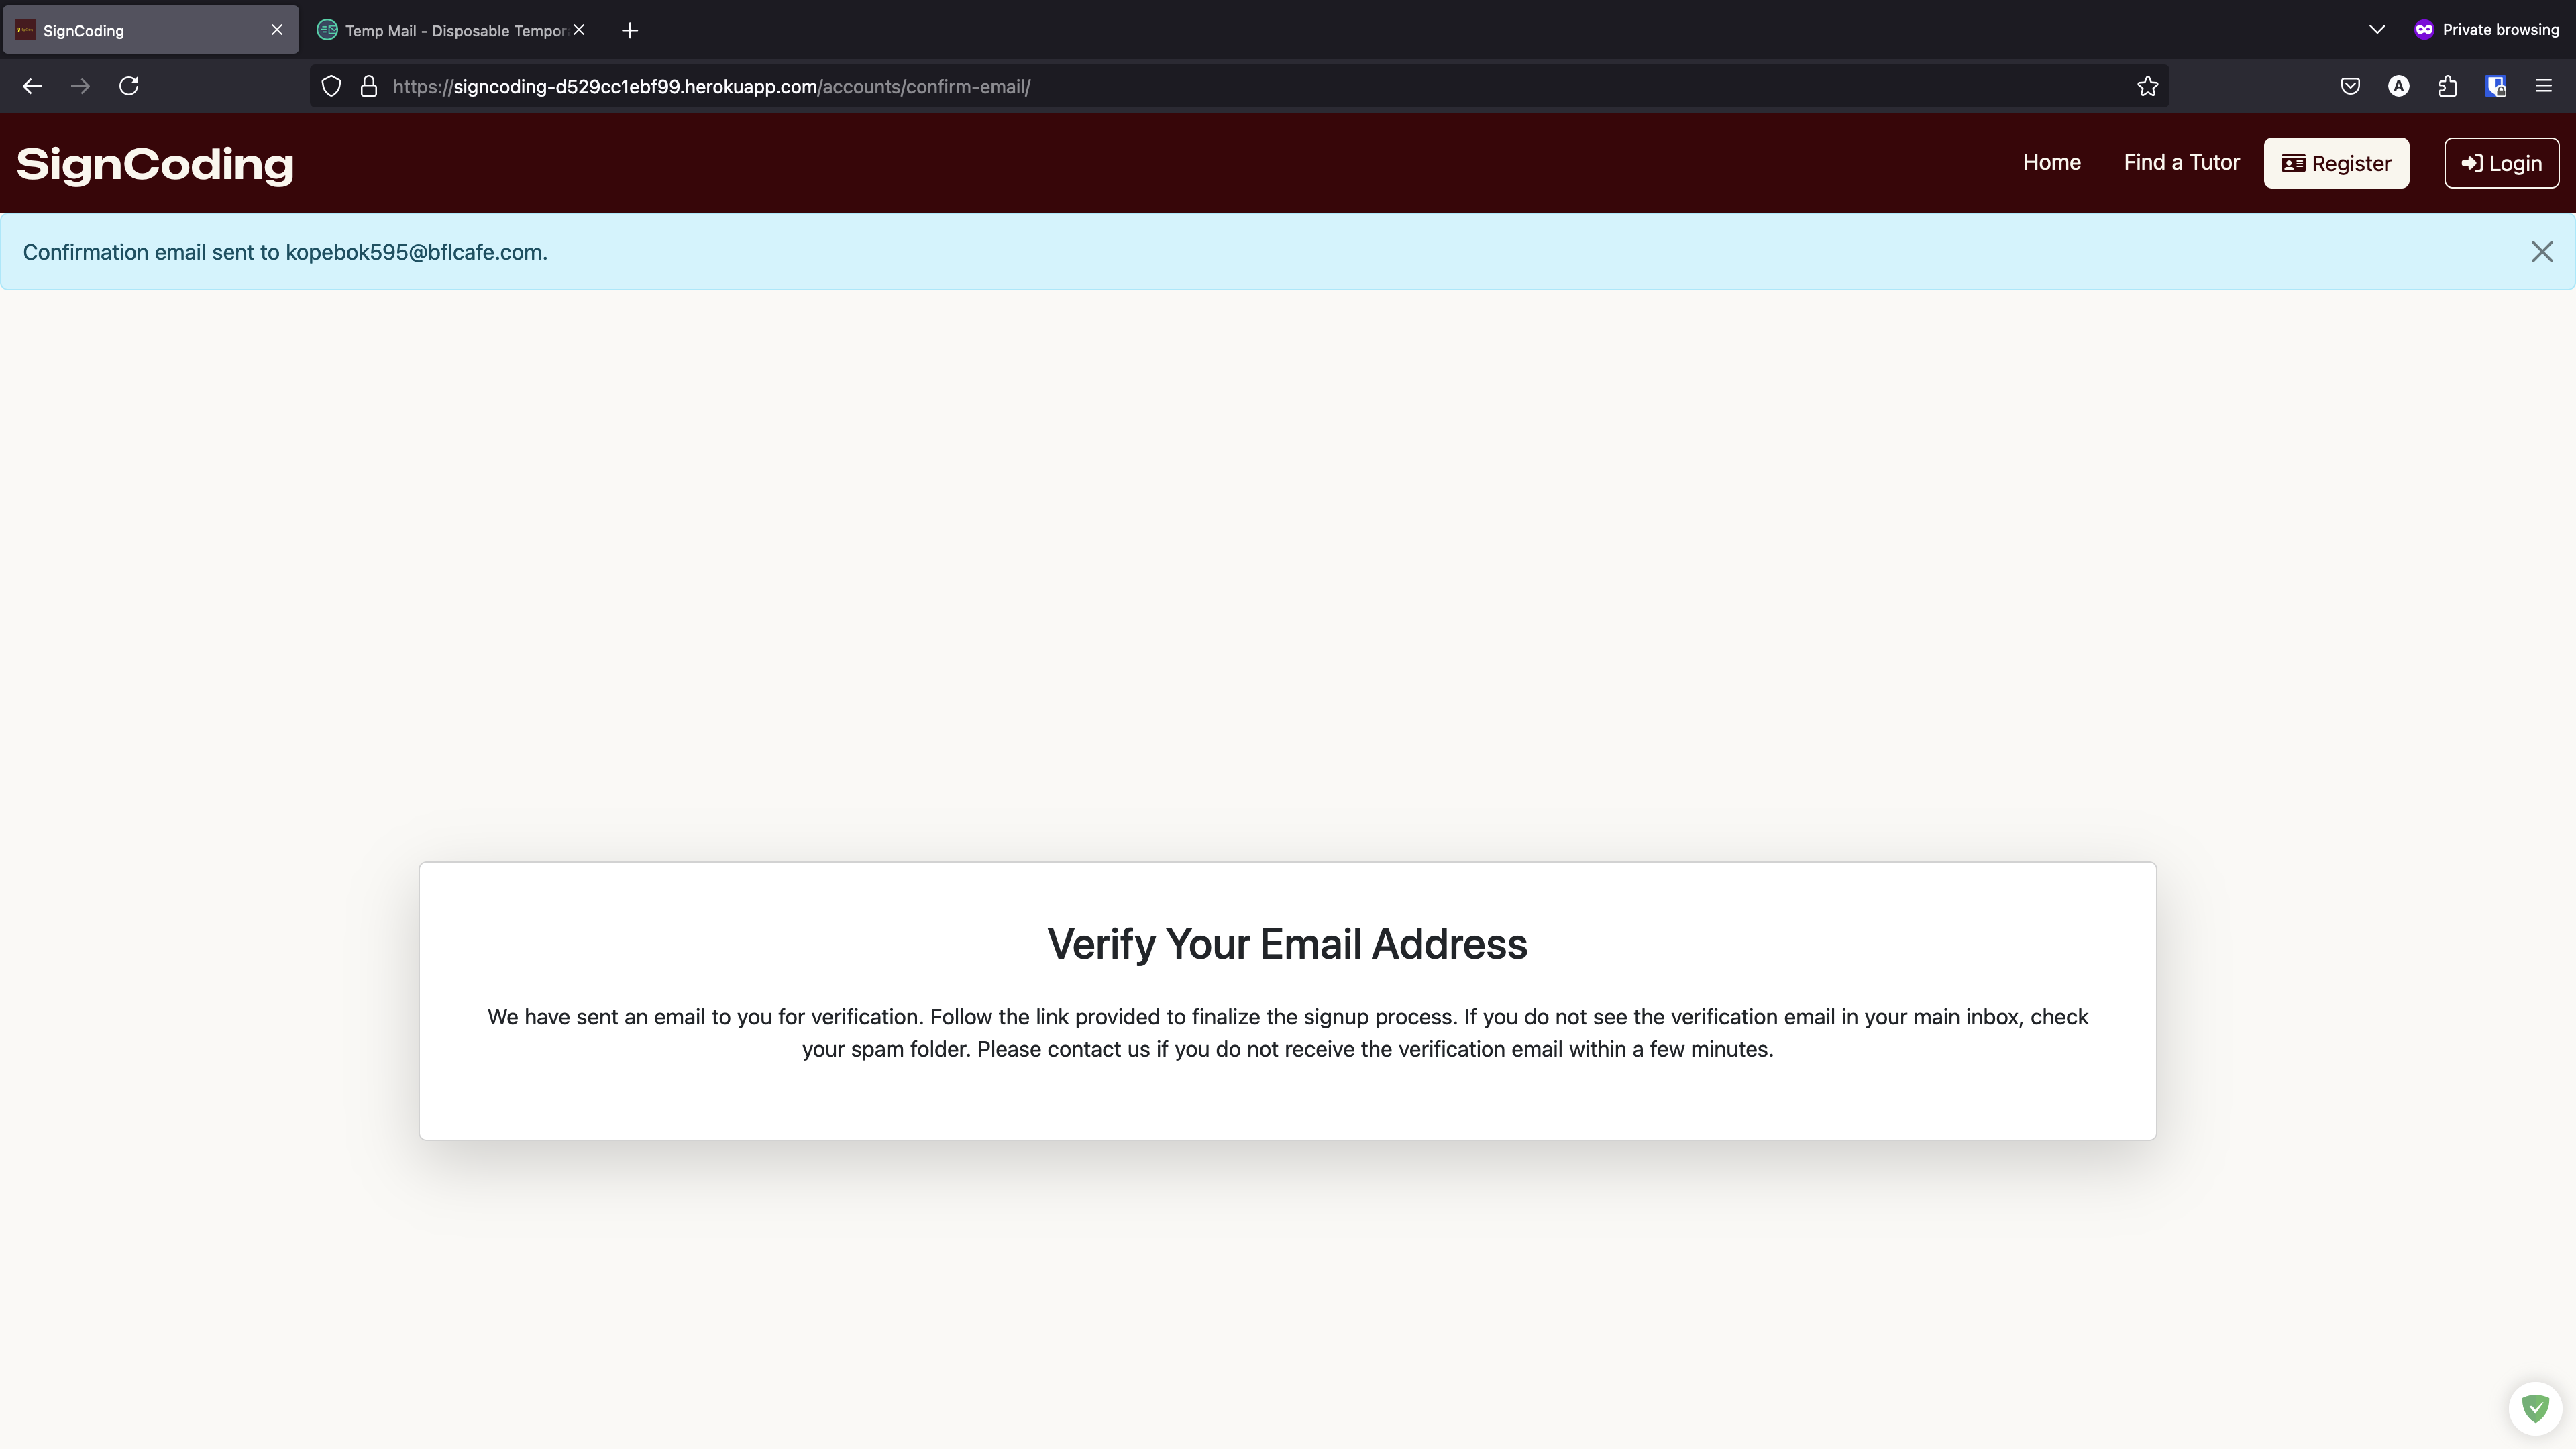 SignCoding
Temp Mail - Disposable Tempor
Private browsing
https://signcoding-d529cc1ebf99.herokuapp.com/accounts/confirm-email/
A
SignCoding
Home
Find a Tutor
Register
Login
Confirmation email sent to kopebok595@bflcafe.com.
Verify Your Email Address
We have sent an email to you for verification. Follow the link provided to finalize the signup process. If you do not see the verification email in your main inbox, check
your spam folder. Please contact us if you do not receive the verification email within a few minutes.